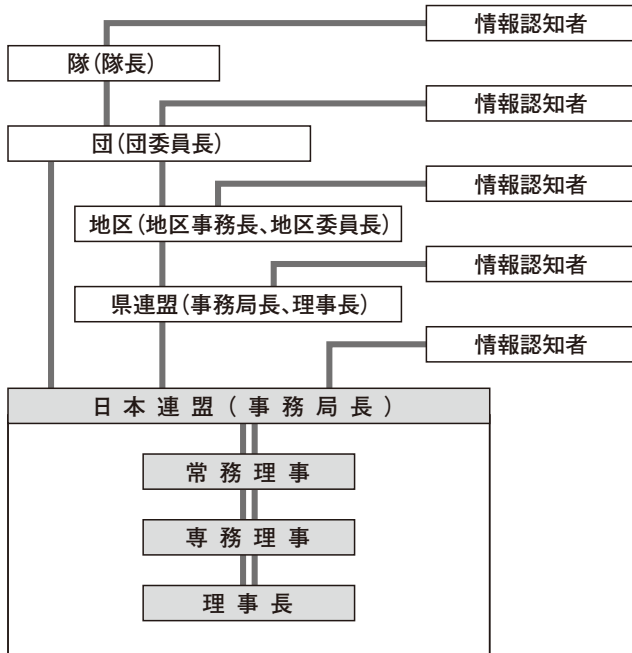 情報認知者
隊(隊長)
情報認知者
団(団委員長)
情報認知者
地区(地区事務長、地区委員長)
情報認知者
県連盟(事務局長、理事長)
情報認知者
日本連盟(事務局長)
常務理事
専務理事
理事長